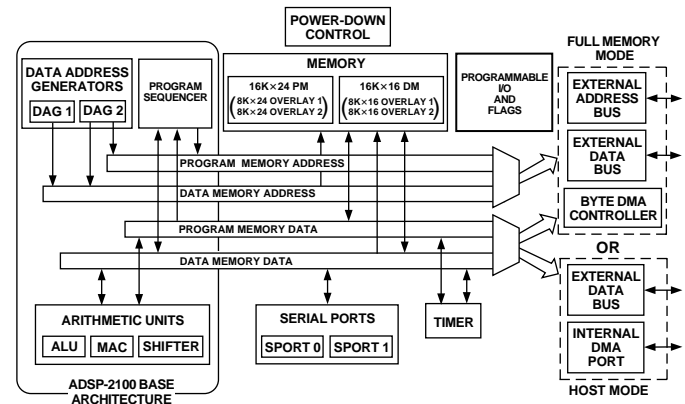 POWER-DOWN
CONTROL
DATA ADDRESS
GENERATORS
DAG 1
DAG 2
PROGRAM
SEQUENCER
MEMORY
16K×24 PM
(8K×24 OVERLAY 1
8K×24 OVERLAY 2)
16K×16 DM
(8K×16 OVERLAY 1
8K×16 OVERLAY 2)
PROGRAMMABLE
I/O
AND
FLAGS
FULL MEMORY
MODE
EXTERNAL
ADDRESS
BUS
EXTERNAL
DATA
BUS
BYTE DMA
CONTROLLER
OR
EXTERNAL
DATA
BUS
INTERNAL
DMA
PORT
HOST MODE
PROGRAM MEMORY ADDRESS
DATA MEMORY ADDRESS
PROGRAM MEMORY DATA
DATA MEMORY DATA
ARITHMETIC UNITS
ALU
MAC
SHIFTER
SERIAL PORTS
SPORT 0
SPORT 1
TIMER
ADSP-2100 BASE
ARCHITECTURE